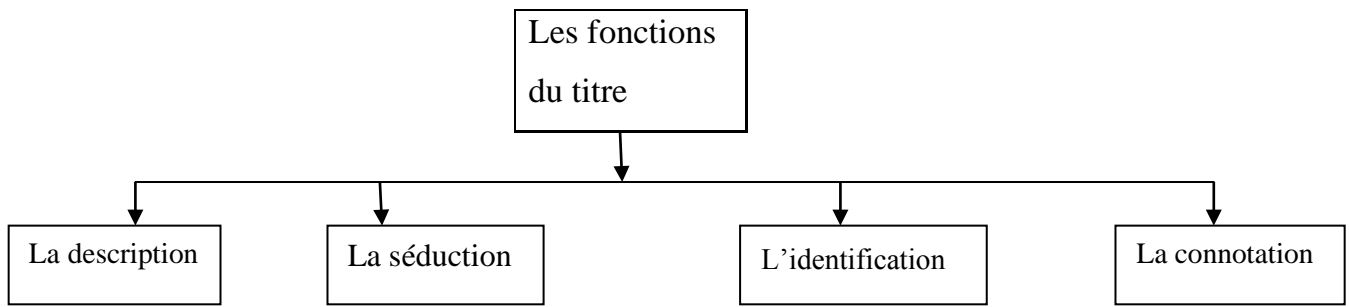 Les fonctions
du titre
La description
La séduction
L’identification
La connotation